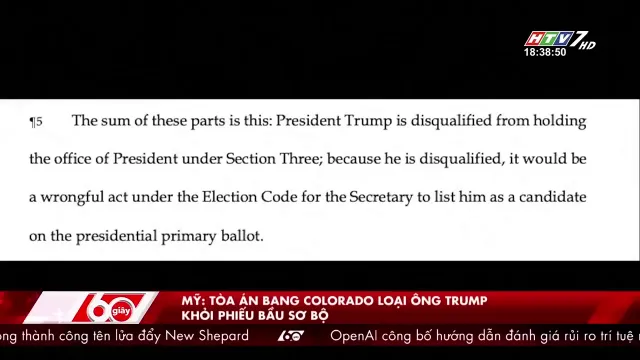 HTV7 HD
18:38:50
¶5 The sum of these parts is this: President Trump is disqualified from holding
the office of President under Section Three; because he is disqualified, it would be
a wrongful act under the Election Code for the Secretary to list him as a candidate
on the presidential primary ballot.
60 giây
MỸ: TÒA ÁN BANG COLORADO LOẠI ÔNG TRUMP
KHỎI PHIẾU BẦU SƠ BỘ
thành công tên lửa đẩy New Shepard 60 OpenAI công bố hướng dẫn đánh giá rủi ro trí tuệ